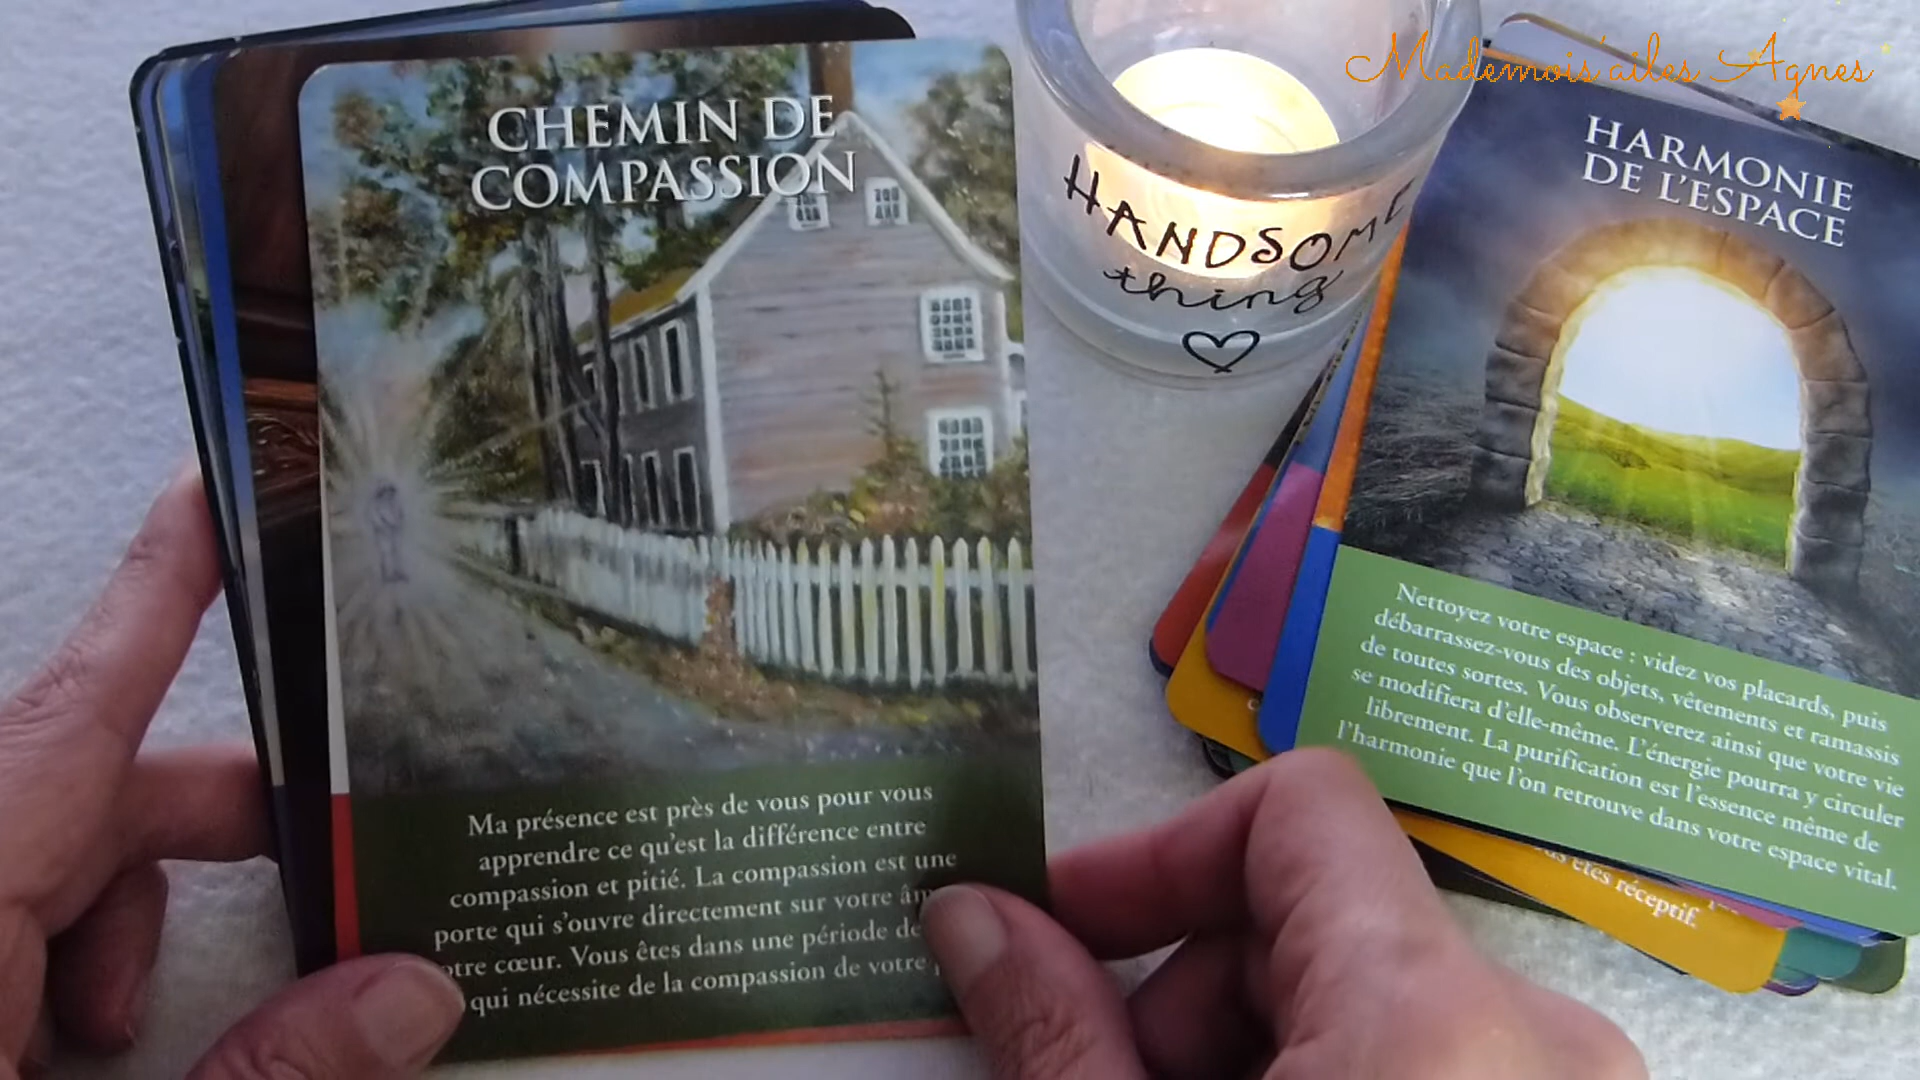 Mademois'ailes Agnes
CHEMIN DE
COMPASSION
Ma présence est près de vous pour vous
apprendre ce qu'est la différence entre
compassion et pitié. La compassion est une
porte qui s'ouvre directement sur votre
cœur. Vous êtes dans une période de
qui nécessite de la compassion de votre
HANDSOME
thing
HARMONIE
DE L'ESPACE
Nettoyez votre espace : videz vos placards, puis
débarrassez-vous des objets, vêtements et ramassis
de toutes sortes. Vous observerez ainsi que votre vie
se modifiera d'elle-même. L'énergie pourra y circuler
librement. La purification est l'essence même de
l'harmonie que l'on retrouve dans votre espace vital.
êtes réceptif.